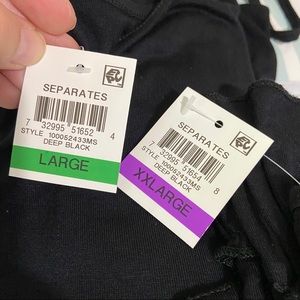 SEPARATES
7 32995 51652 4
STYLE 100052433MS
DEEP BLACK
LARGE
SEPARATES
7 32995 51654 8
STYLE 100052433MS
DEEP BLACK
XXLARGE